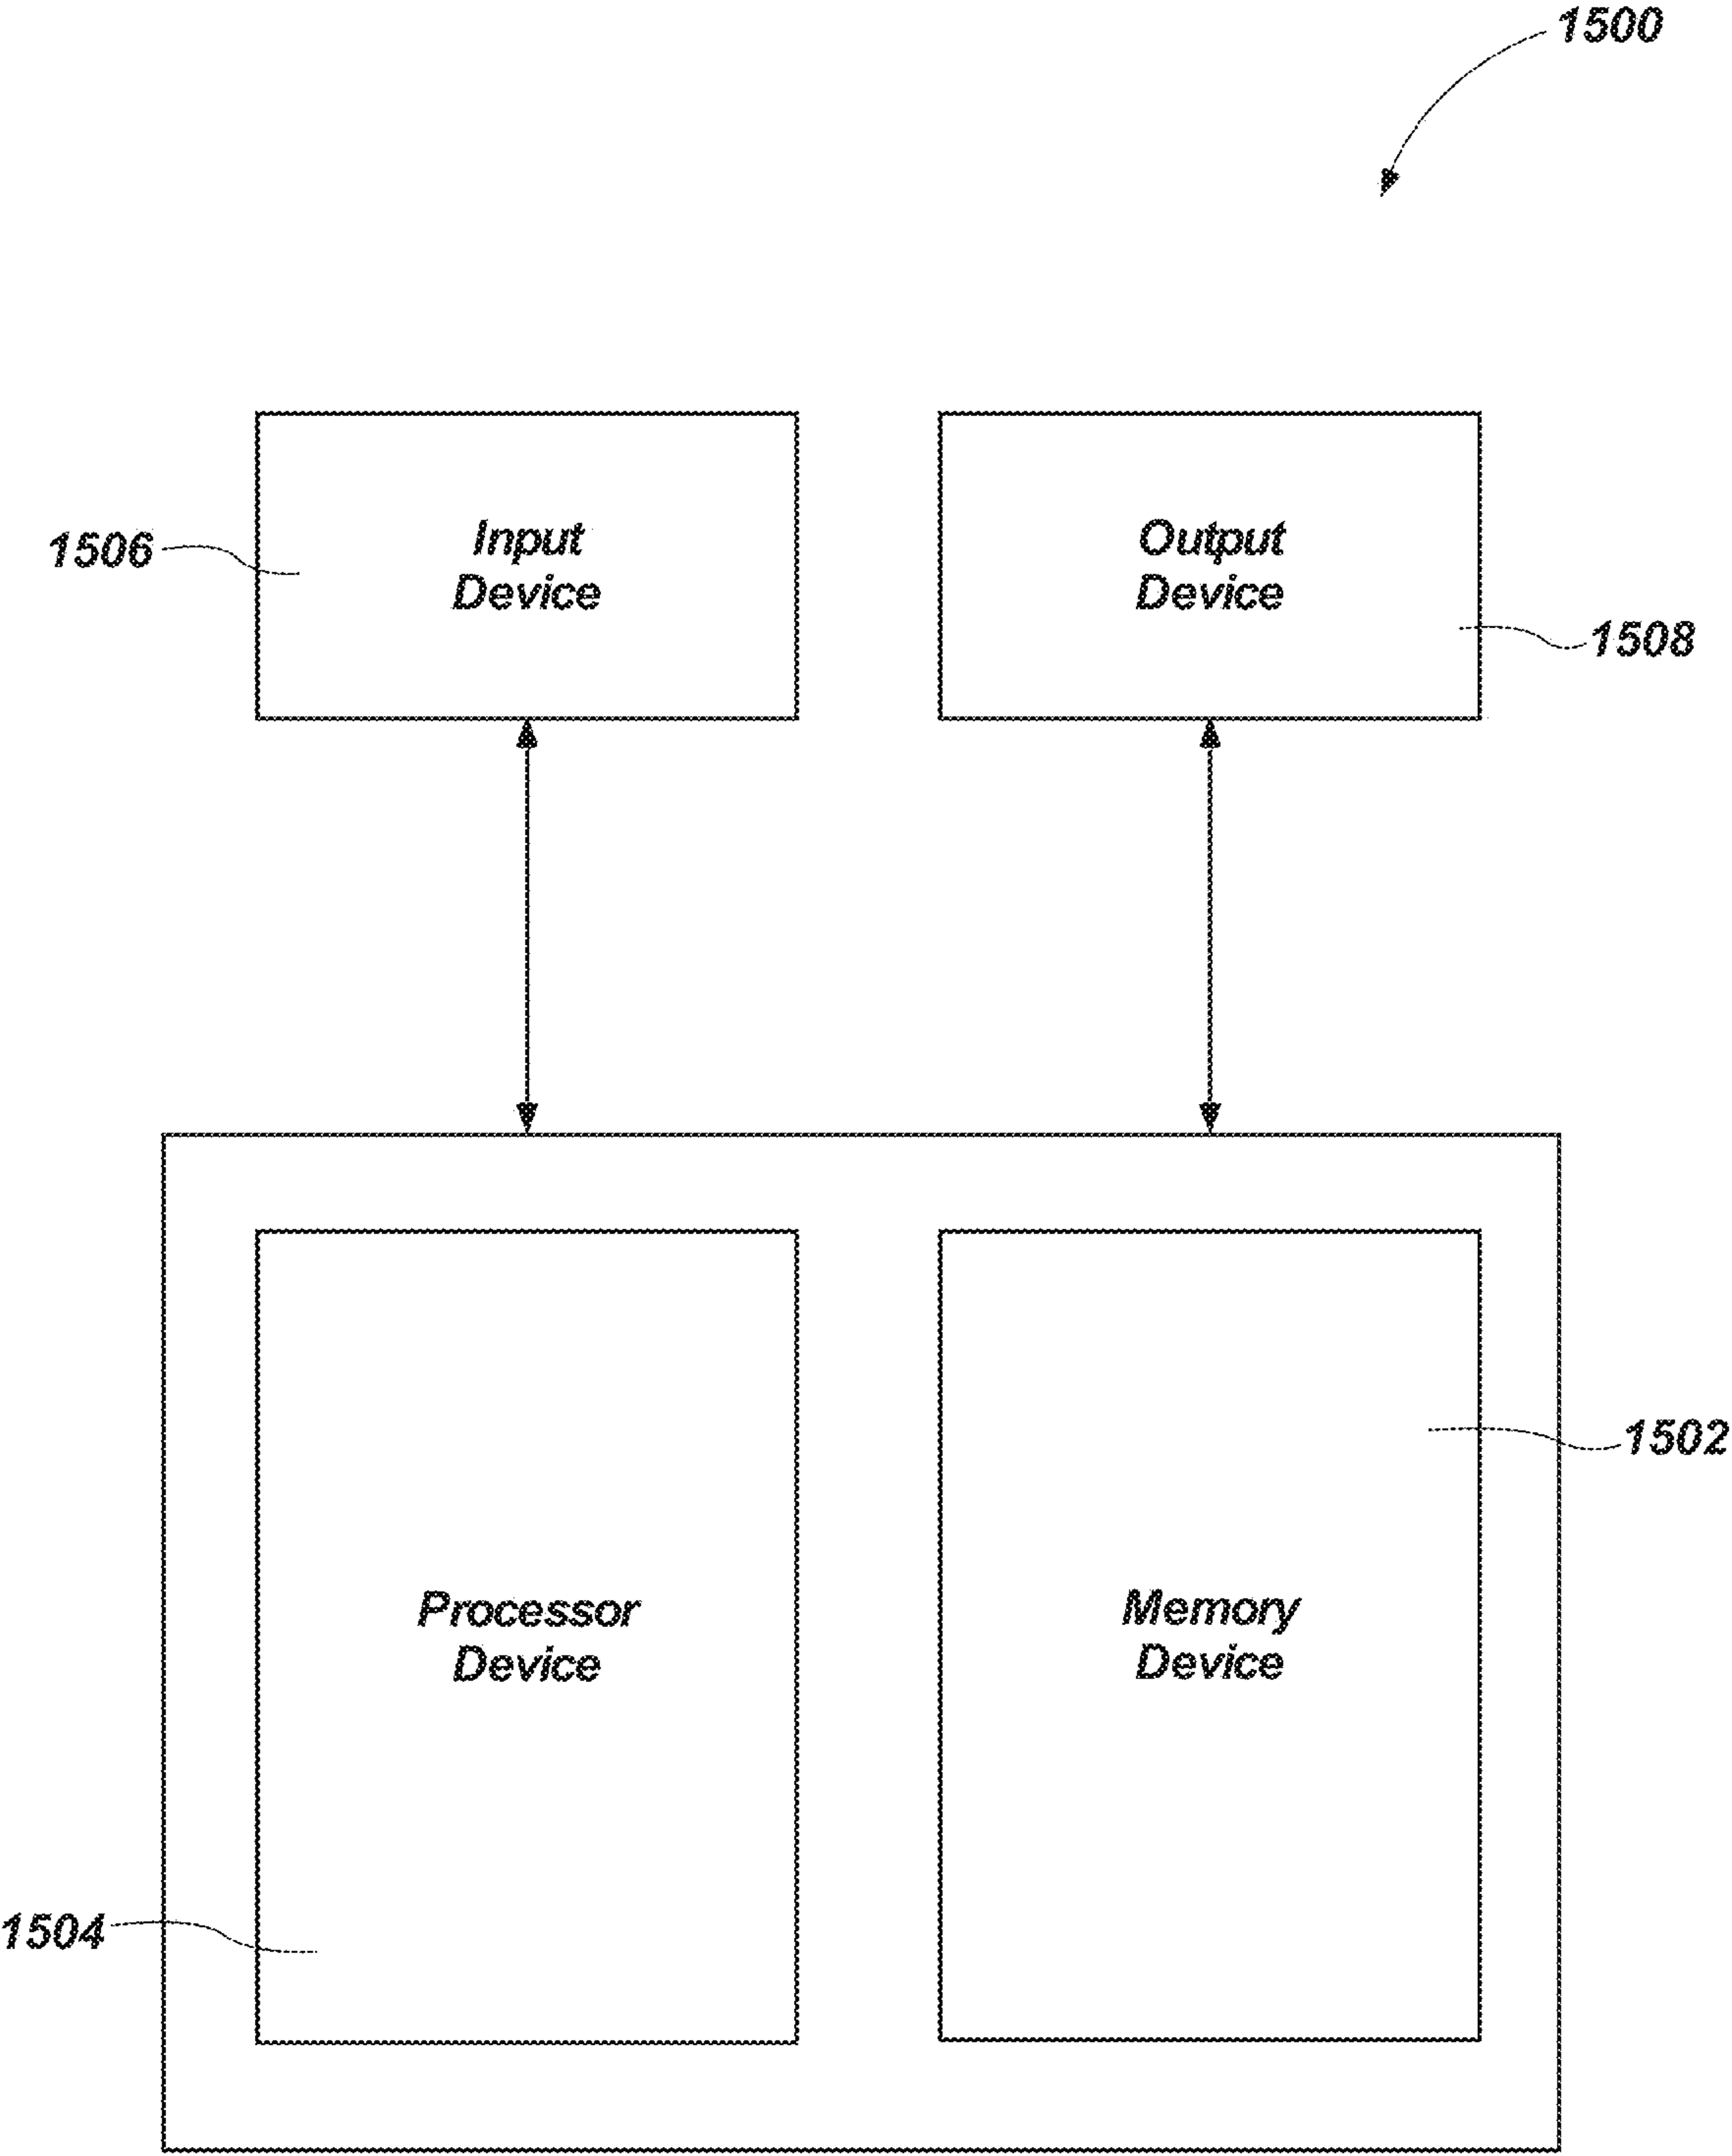 1500
1506
Input
Device
Output
Device
1508
1502
Processor
Device
Memory
Device
1504